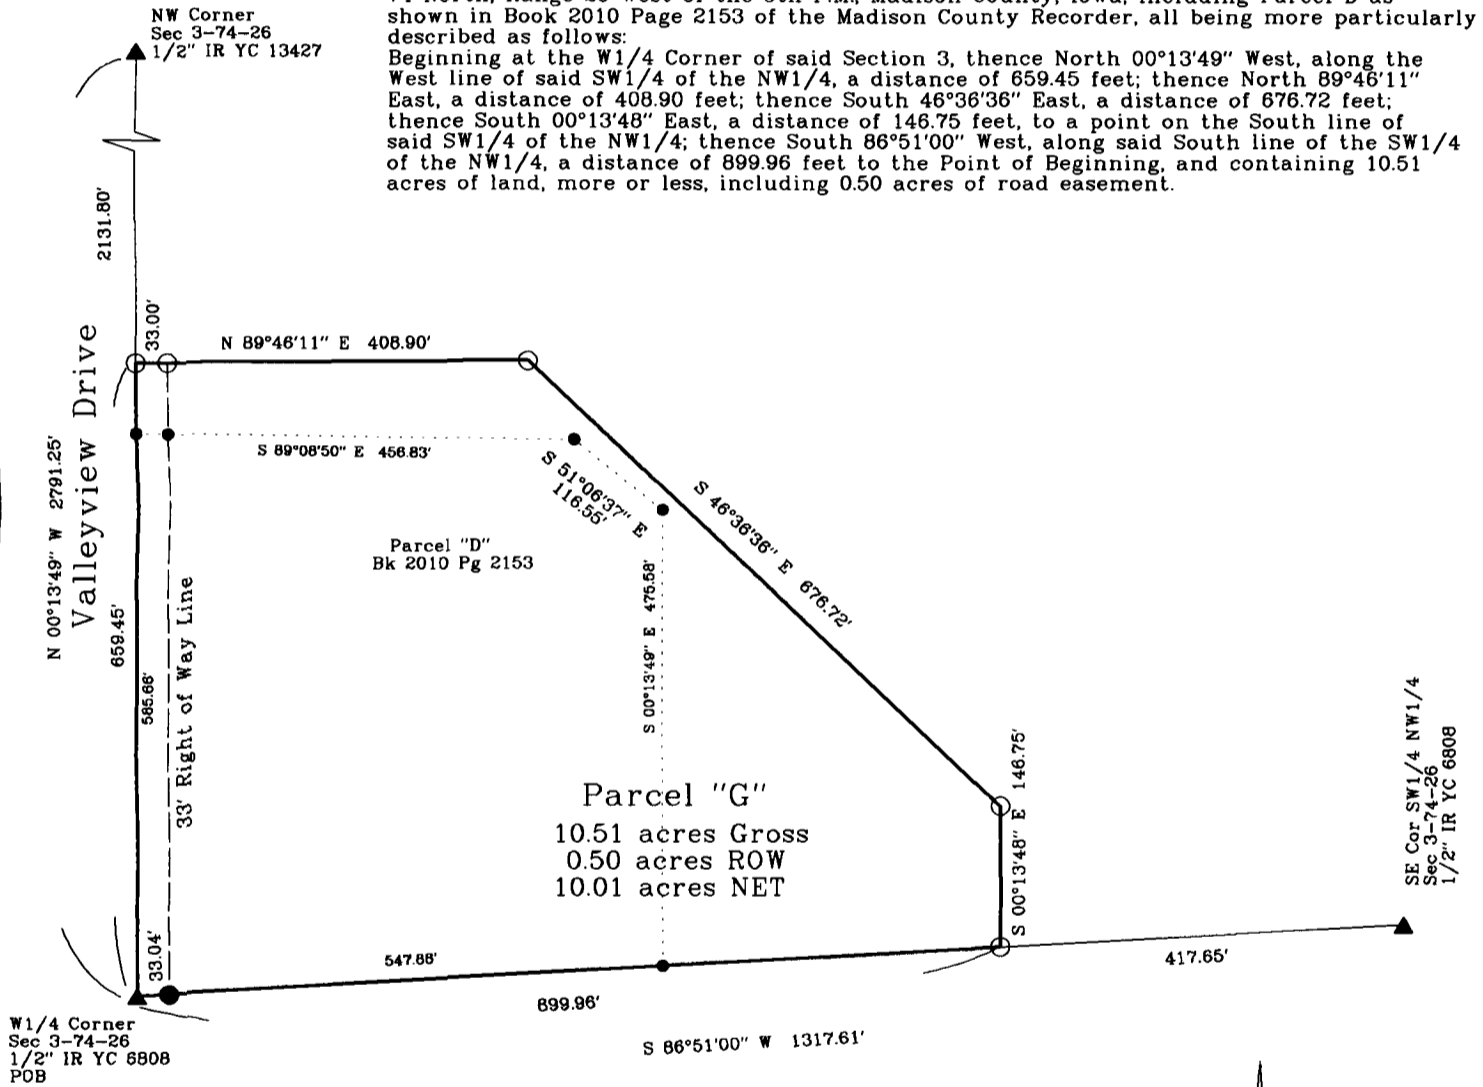 NW Corner
Sec 3-74-26
1/2" IR YC 13427
shown in Book 2010 Page 2153 of the Madison County Recorder, all being more particularly
described as follows:
Beginning at the W1/4 Corner of said Section 3, thence North 00°13'49" West, along the
West line of said SW1/4 of the NW1/4, a distance of 659.45 feet; thence North 89°46'11"
East, a distance of 408.90 feet; thence South 46°36'36" East, a distance of 676.72 feet;
thence South 00°13'48" East, a distance of 146.75 feet, to a point on the South line of
said SW1/4 of the NW1/4; thence South 86°51'00" West, along said South line of the SW1/4
of the NW1/4, a distance of 899.96 feet to the Point of Beginning, and containing 10.51
acres of land, more or less, including 0.50 acres of road easement.
2131.80'
33.00'
N 89°46'11" E 408.90'
N 00°13'49" W 2791.25'
Valleyview Drive
S 89°08'50" E 456.83'
S 51°06'37" E
116.55'
S 46°36'36" E 676.72'
Parcel "D"
Bk 2010 Pg 2153
659.45'
585.66'
33' Right of Way Line
S 00°13'49" E 475.58'
Parcel "G"
10.51 acres Gross
0.50 acres ROW
10.01 acres NET
S 00°13'48" E 146.75'
SE Cor SW1/4 NW1/4
Sec 3-74-26
1/2" IR YC 6808
33.04'
547.88'
417.65'
899.96'
S 86°51'00" W 1317.61'
W1/4 Corner
Sec 3-74-26
1/2" IR YC 6808
POB